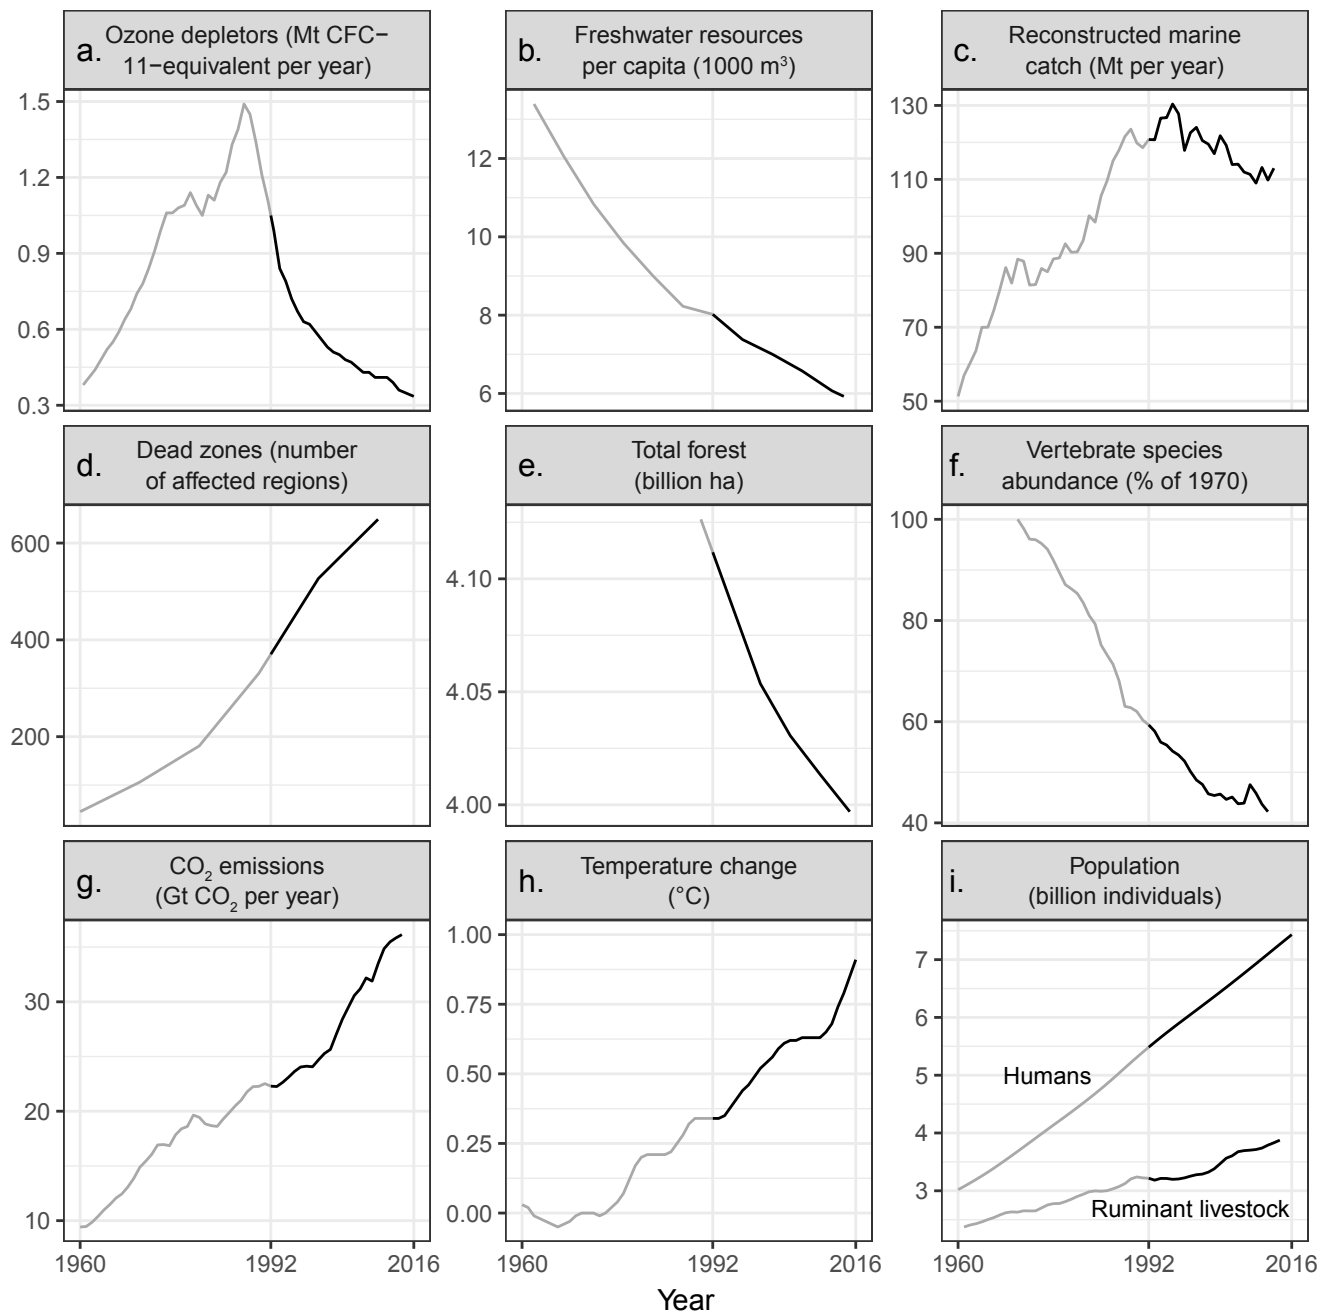 a. Ozone depletors (Mt CFC−
11−equivalent per year)
b. Freshwater resources
per capita (1000 m³)
c. Reconstructed marine
catch (Mt per year)
1.5
1.2
0.9
0.6
0.3
12
10
8
6
130
110
90
70
50
d. Dead zones (number
of affected regions)
e. Total forest
(billion ha)
f. Vertebrate species
abundance (% of 1970)
600
400
200
4.10
4.05
4.00
100
80
60
40
g. CO₂ emissions
(Gt CO₂ per year)
h. Temperature change
(°C)
i. Population
(billion individuals)
30
20
10
1.00
0.75
0.50
0.25
0.00
7
6
5
4
3
Humans
Ruminant livestock
1960 1992 2016
1960 1992 2016
1960 1992 2016
Year